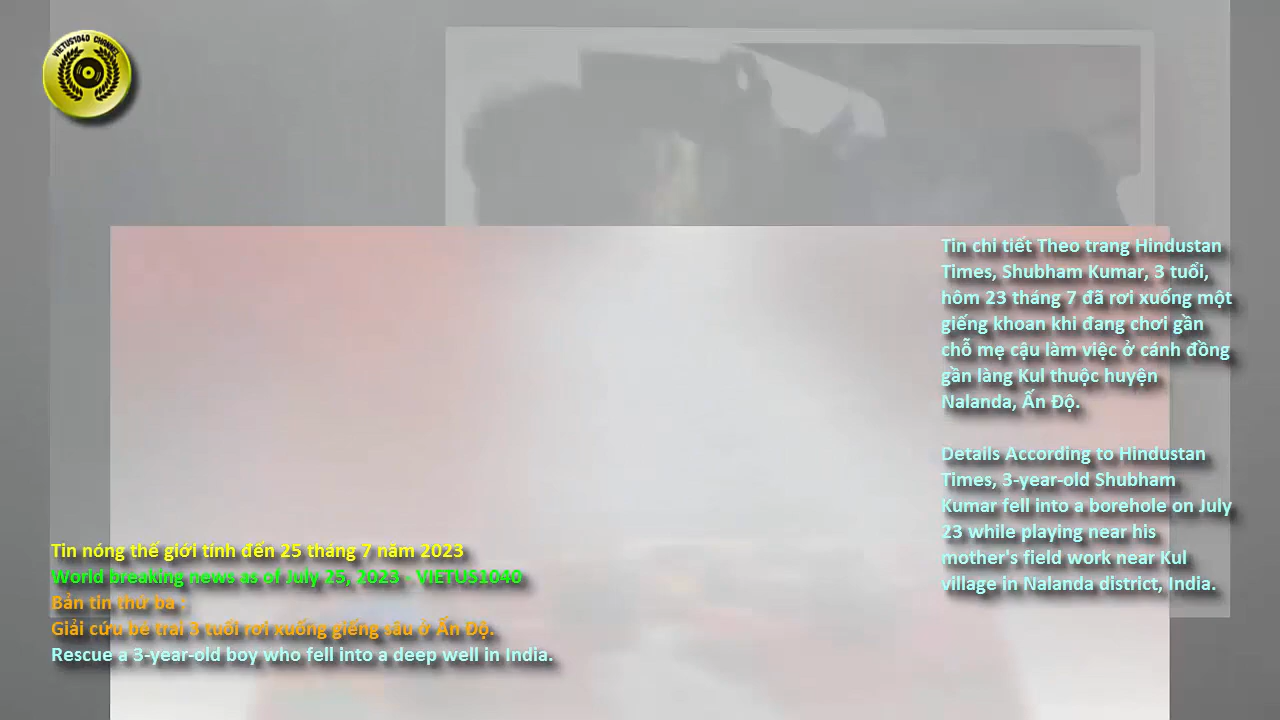 VIETUS1040 CHONNEL
Tin chi tiết Theo trang Hindustan
Times, Shubham Kumar, 3 tuổi,
hôm 23 tháng 7 đã rơi xuống một
giếng khoan khi đang chơi gần
chỗ mẹ cậu làm việc ở cánh đồng
gần làng Kul thuộc huyện
Nalanda, Ấn Độ.
Details According to Hindustan
Times, 3-year-old Shubham
Kumar fell into a borehole on July
23 while playing near his
mother's field work near Kul
village in Nalanda district, India.
Tin nóng thế giới tính đến 25 tháng 7 năm 2023
World breaking news as of July 25, 2023 - VIETUS1040
Bản tin thứ ba :
Giải cứu bé trai 3 tuổi rơi xuống giếng sâu ở Ấn Độ.
Rescue a 3-year-old boy who fell into a deep well in India.